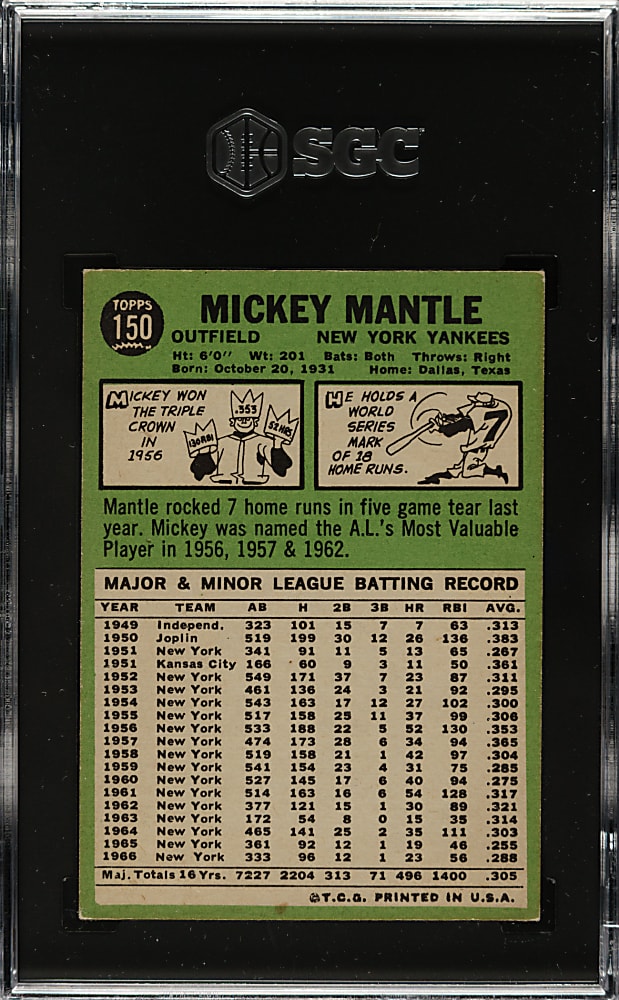 SGC
TOPPS
150
MICKEY MANTLE
OUTFIELD NEW YORK YANKEES
Ht: 6'0" Wt: 201 Bats: Both Throws: Right
Born: October 20, 1931 Home: Dallas, Texas
MICKEY WON
THE TRIPLE
CROWN
IN
1956
130 RBI
.353
52 HRS
HE HOLDS A
WORLD
SERIES
MARK
OF 18
HOME RUNS.
7
Mantle rocked 7 home runs in five game tear last
year. Mickey was named the A.L.'s Most Valuable
Player in 1956, 1957 & 1962.
MAJOR & MINOR LEAGUE BATTING RECORD
YEAR TEAM AB H 2B 3B HR RBI AVG.
1949 Independ. 323 101 15 7 7 63 .313
1950 Joplin 519 199 30 12 26 136 .383
1951 New York 341 91 11 5 13 65 .267
1951 Kansas City 166 60 9 3 11 50 .361
1952 New York 549 171 37 7 23 87 .311
1953 New York 461 136 24 3 21 92 .295
1954 New York 543 163 17 12 27 102 .300
1955 New York 517 158 25 11 37 99 .306
1956 New York 533 188 22 5 52 130 .353
1957 New York 474 173 28 6 34 94 .365
1958 New York 519 158 21 1 42 97 .304
1959 New York 541 154 23 4 31 75 .285
1960 New York 527 145 17 6 40 94 .275
1961 New York 514 163 16 6 54 128 .317
1962 New York 377 121 15 1 30 89 .321
1963 New York 172 54 8 0 15 35 .314
1964 New York 465 141 25 2 35 111 .303
1965 New York 361 92 12 1 19 46 .255
1966 New York 333 96 12 1 23 56 .288
Maj. Totals 16 Yrs. 7227 2204 313 71 496 1400 .305
©T.C.G. PRINTED IN U.S.A.